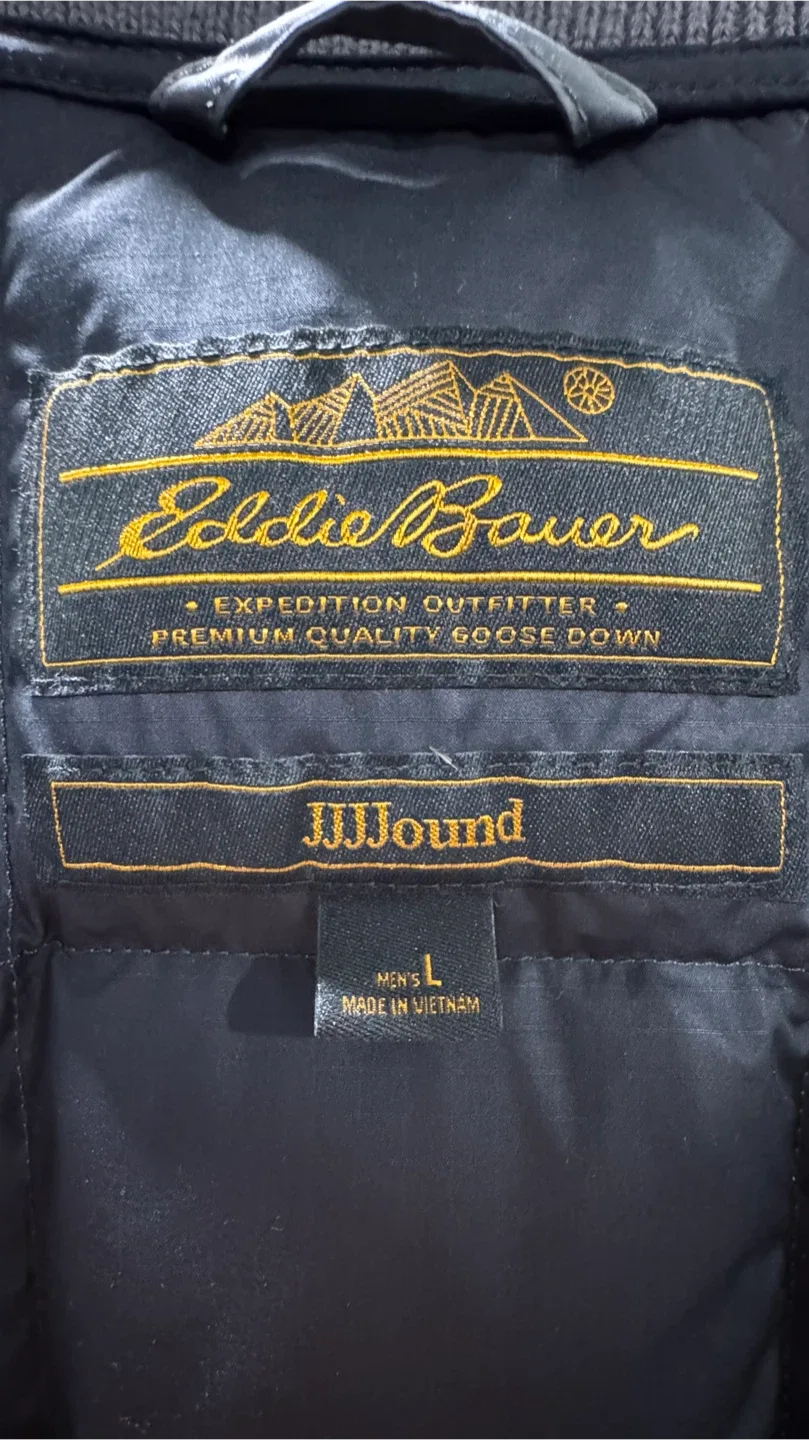 Eddie Bauer
• EXPEDITION OUTFITTER •
PREMIUM QUALITY GOOSE DOWN
JJJJound
MEN'S L
MADE IN VIETNAM